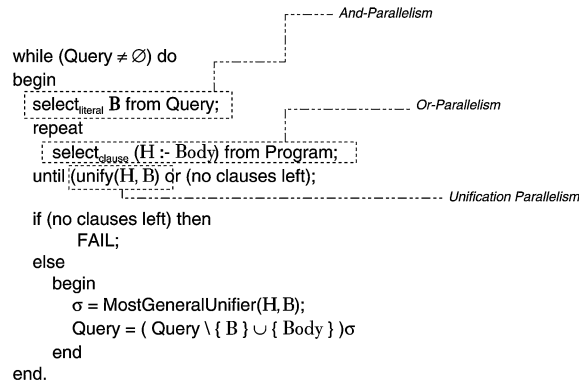 And-Parallelism
while (Query ≠ ∅) do
begin
select_literal B from Query;
Or-Parallelism
repeat
select_clause (H :- Body) from Program;
until (unify(H, B) or (no clauses left);
Unification Parallelism
if (no clauses left) then
FAIL;
else
begin
σ = MostGeneralUnifier(H,B);
Query = ( Query \ { B } ∪ { Body } )σ
end
end.